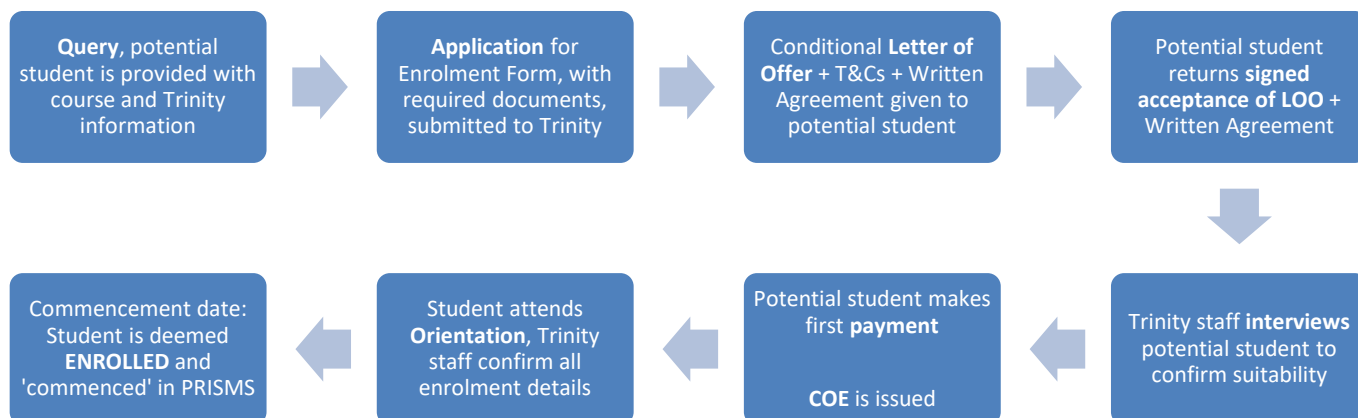 Query, potential
student is provided with
course and Trinity
information
Application for
Enrolment Form, with
required documents,
submitted to Trinity
Conditional Letter of
Offer + T&Cs + Written
Agreement given to
potential student
Potential student
returns signed
acceptance of LOO +
Written Agreement
Trinity staff interviews
potential student to
confirm suitability
Potential student makes
first payment
COE is issued
Student attends
Orientation, Trinity
staff confirm all
enrolment details
Commencement date:
Student is deemed
ENROLLED and
'commenced' in PRISMS